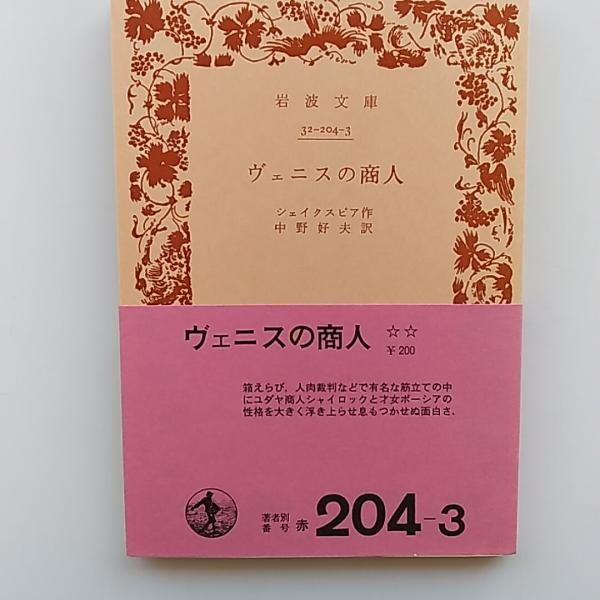 岩波文庫
32-204-3
ヴェニスの商人
シェイクスピア作
中野好夫訳
ヴェニスの商人 ☆☆
¥200
箱えらび，人肉裁判などで有名な筋立ての中
にユダヤ商人シャイロックと才女ポーシアの
性格を大きく浮き上らせ息もつかせぬ面白さ．
著者別
番号 赤 204-3